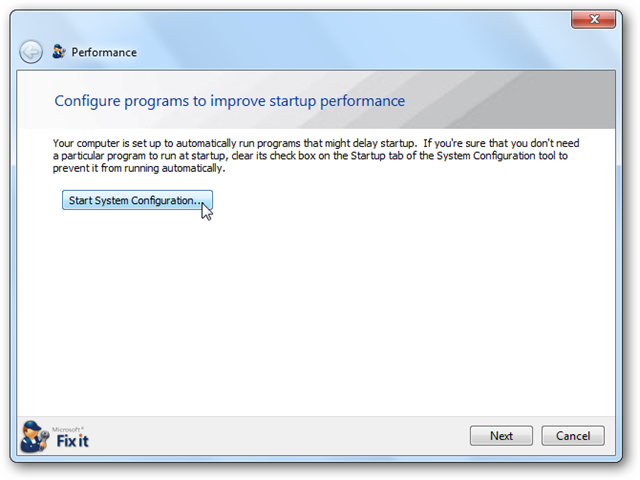 Performance
Configure programs to improve startup performance
Your computer is set up to automatically run programs that might delay startup.  If you're sure that you don't need
a particular program to run at startup, clear its check box on the Startup tab of the System Configuration tool to
prevent it from running automatically.
Start System Configuration...
Microsoft®
Fix it
Next
Cancel